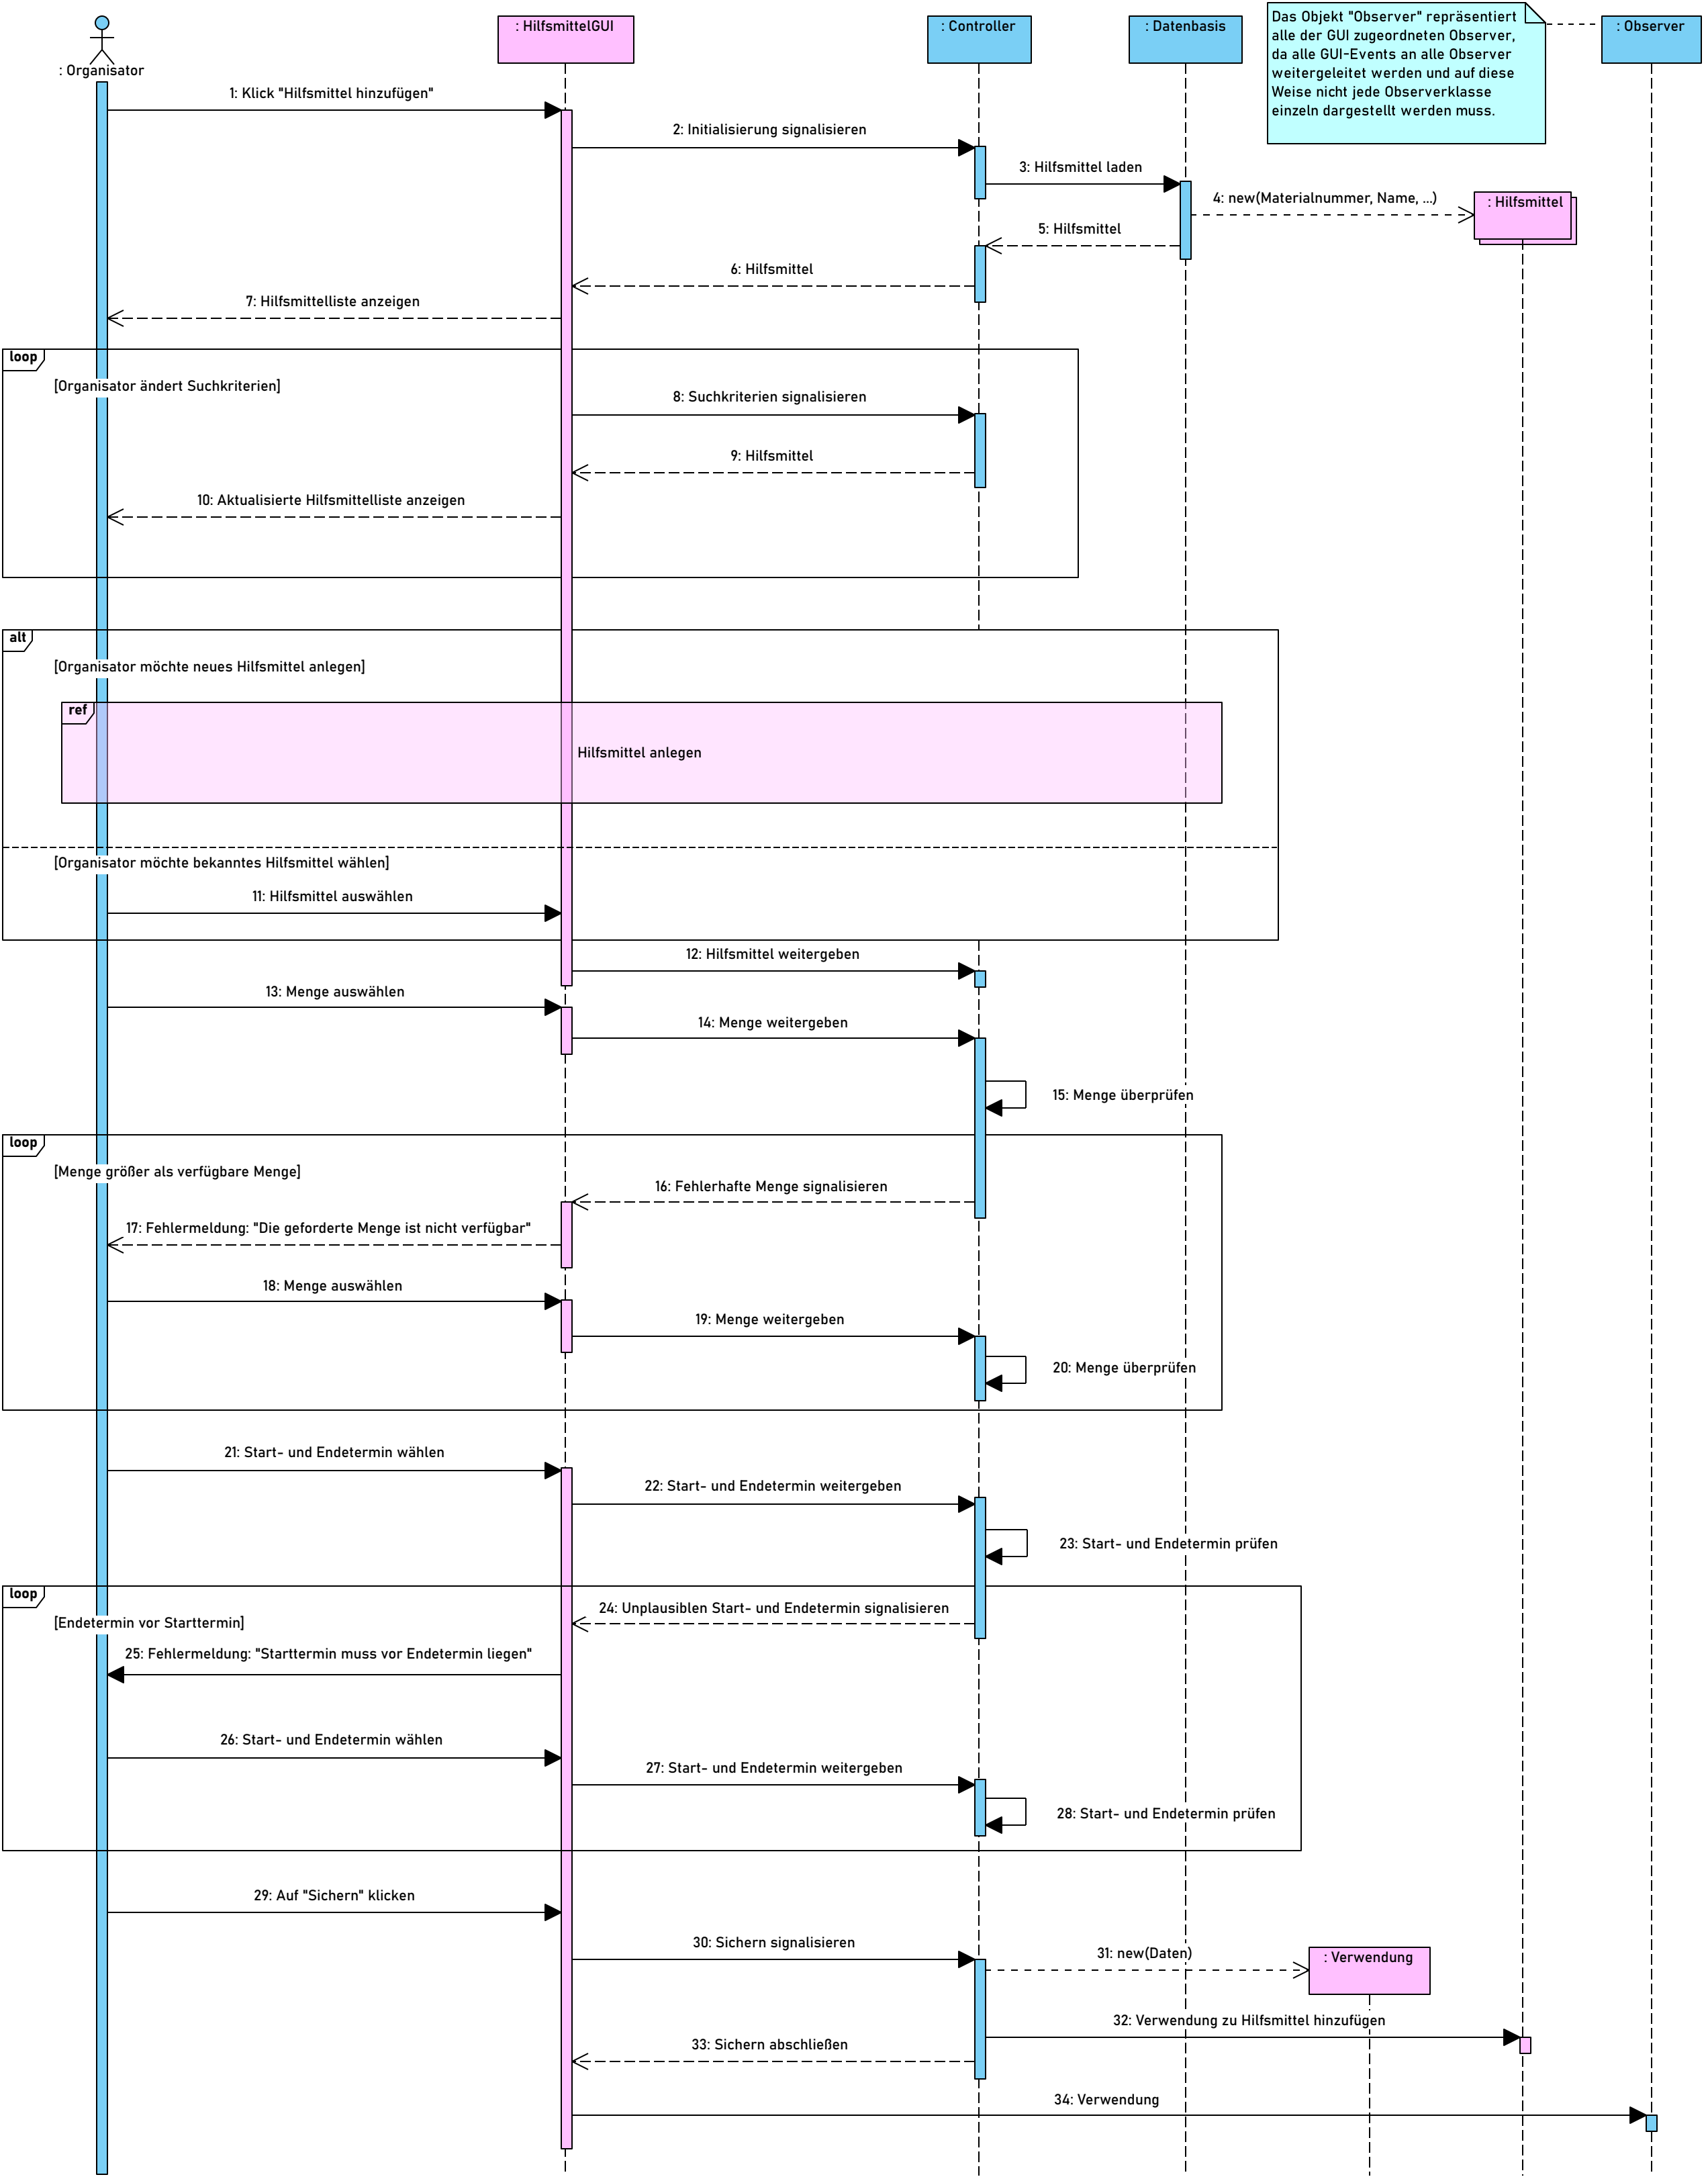 : Organisator
: HilfsmittelGUI
: Controller
: Datenbasis
Das Objekt "Observer" repräsentiert
alle der GUI zugeordneten Observer,
da alle GUI-Events an alle Observer
weitergeleitet werden und auf diese
Weise nicht jede Observerklasse
einzeln dargestellt werden muss.
: Observer
1: Klick "Hilfsmittel hinzufügen"
2: Initialisierung signalisieren
3: Hilfsmittel laden
4: new(Materialnummer, Name, ...)
: Hilfsmittel
5: Hilfsmittel
6: Hilfsmittel
7: Hilfsmittelliste anzeigen
loop
[Organisator ändert Suchkriterien]
8: Suchkriterien signalisieren
9: Hilfsmittel
10: Aktualisierte Hilfsmittelliste anzeigen
alt
[Organisator möchte neues Hilfsmittel anlegen]
ref
Hilfsmittel anlegen
[Organisator möchte bekanntes Hilfsmittel wählen]
11: Hilfsmittel auswählen
12: Hilfsmittel weitergeben
13: Menge auswählen
14: Menge weitergeben
15: Menge überprüfen
loop
[Menge größer als verfügbare Menge]
16: Fehlerhafte Menge signalisieren
17: Fehlermeldung: "Die geforderte Menge ist nicht verfügbar"
18: Menge auswählen
19: Menge weitergeben
20: Menge überprüfen
21: Start- und Endetermin wählen
22: Start- und Endetermin weitergeben
23: Start- und Endetermin prüfen
loop
[Endetermin vor Starttermin]
24: Unplausiblen Start- und Endetermin signalisieren
25: Fehlermeldung: "Starttermin muss vor Endetermin liegen"
26: Start- und Endetermin wählen
27: Start- und Endetermin weitergeben
28: Start- und Endetermin prüfen
29: Auf "Sichern" klicken
30: Sichern signalisieren
31: new(Daten)
: Verwendung
32: Verwendung zu Hilfsmittel hinzufügen
33: Sichern abschließen
34: Verwendung